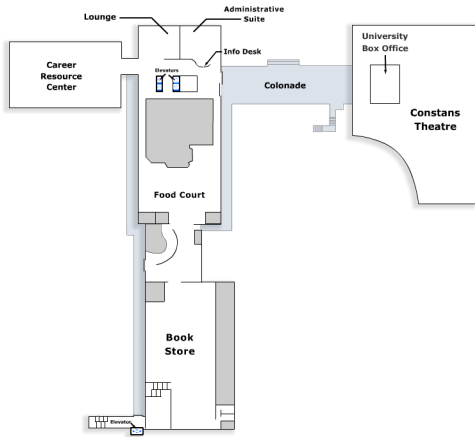 Administrative
Suite
Lounge
Info Desk
University
Box Office
Career
Resource
Center
Elevators
Colonade
Constans
Theatre
Food Court
Book
Store
Elevator